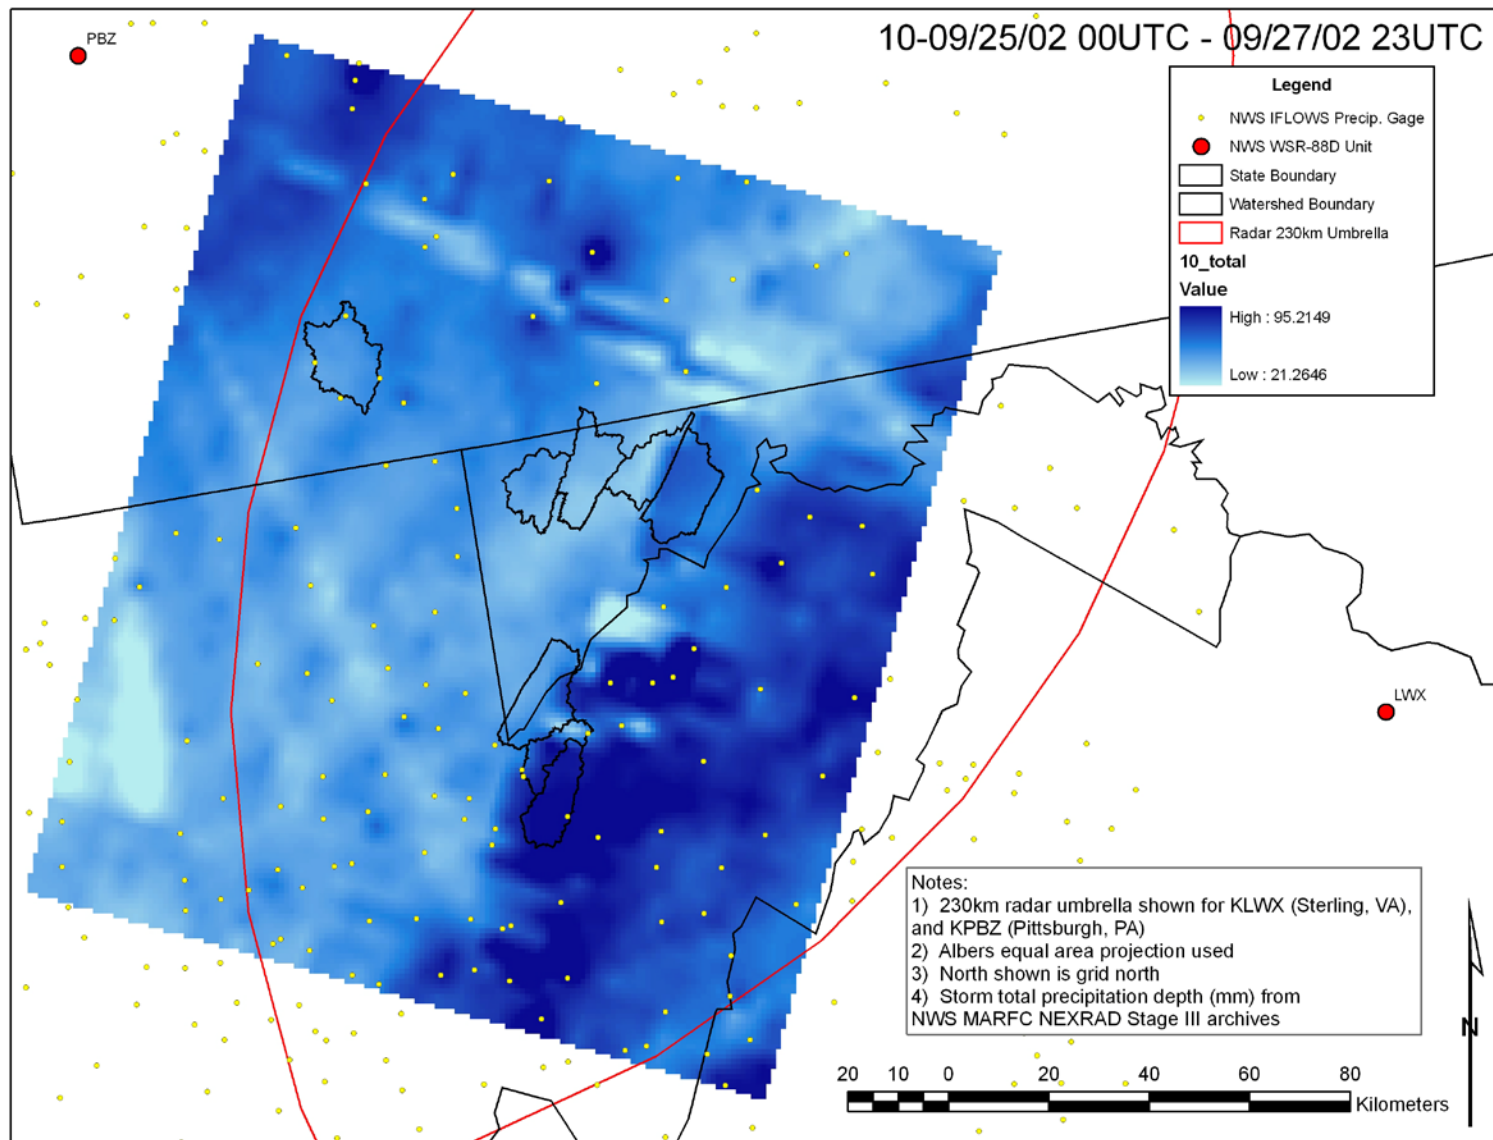 PBZ
10-09/25/02 00UTC - 09/27/02 23UTC
Legend
NWS IFLOWS Precip. Gage
NWS WSR-88D Unit
State Boundary
Watershed Boundary
Radar 230km Umbrella
10_total
Value
High : 95.2149
Low : 21.2646
LWX
Notes:
1) 230km radar umbrella shown for KLWX (Sterling, VA),
and KPBZ (Pittsburgh, PA)
2) Albers equal area projection used
3) North shown is grid north
4) Storm total precipitation depth (mm) from
NWS MARFC NEXRAD Stage III archives
N
20 10 0 20 40 60 80
Kilometers